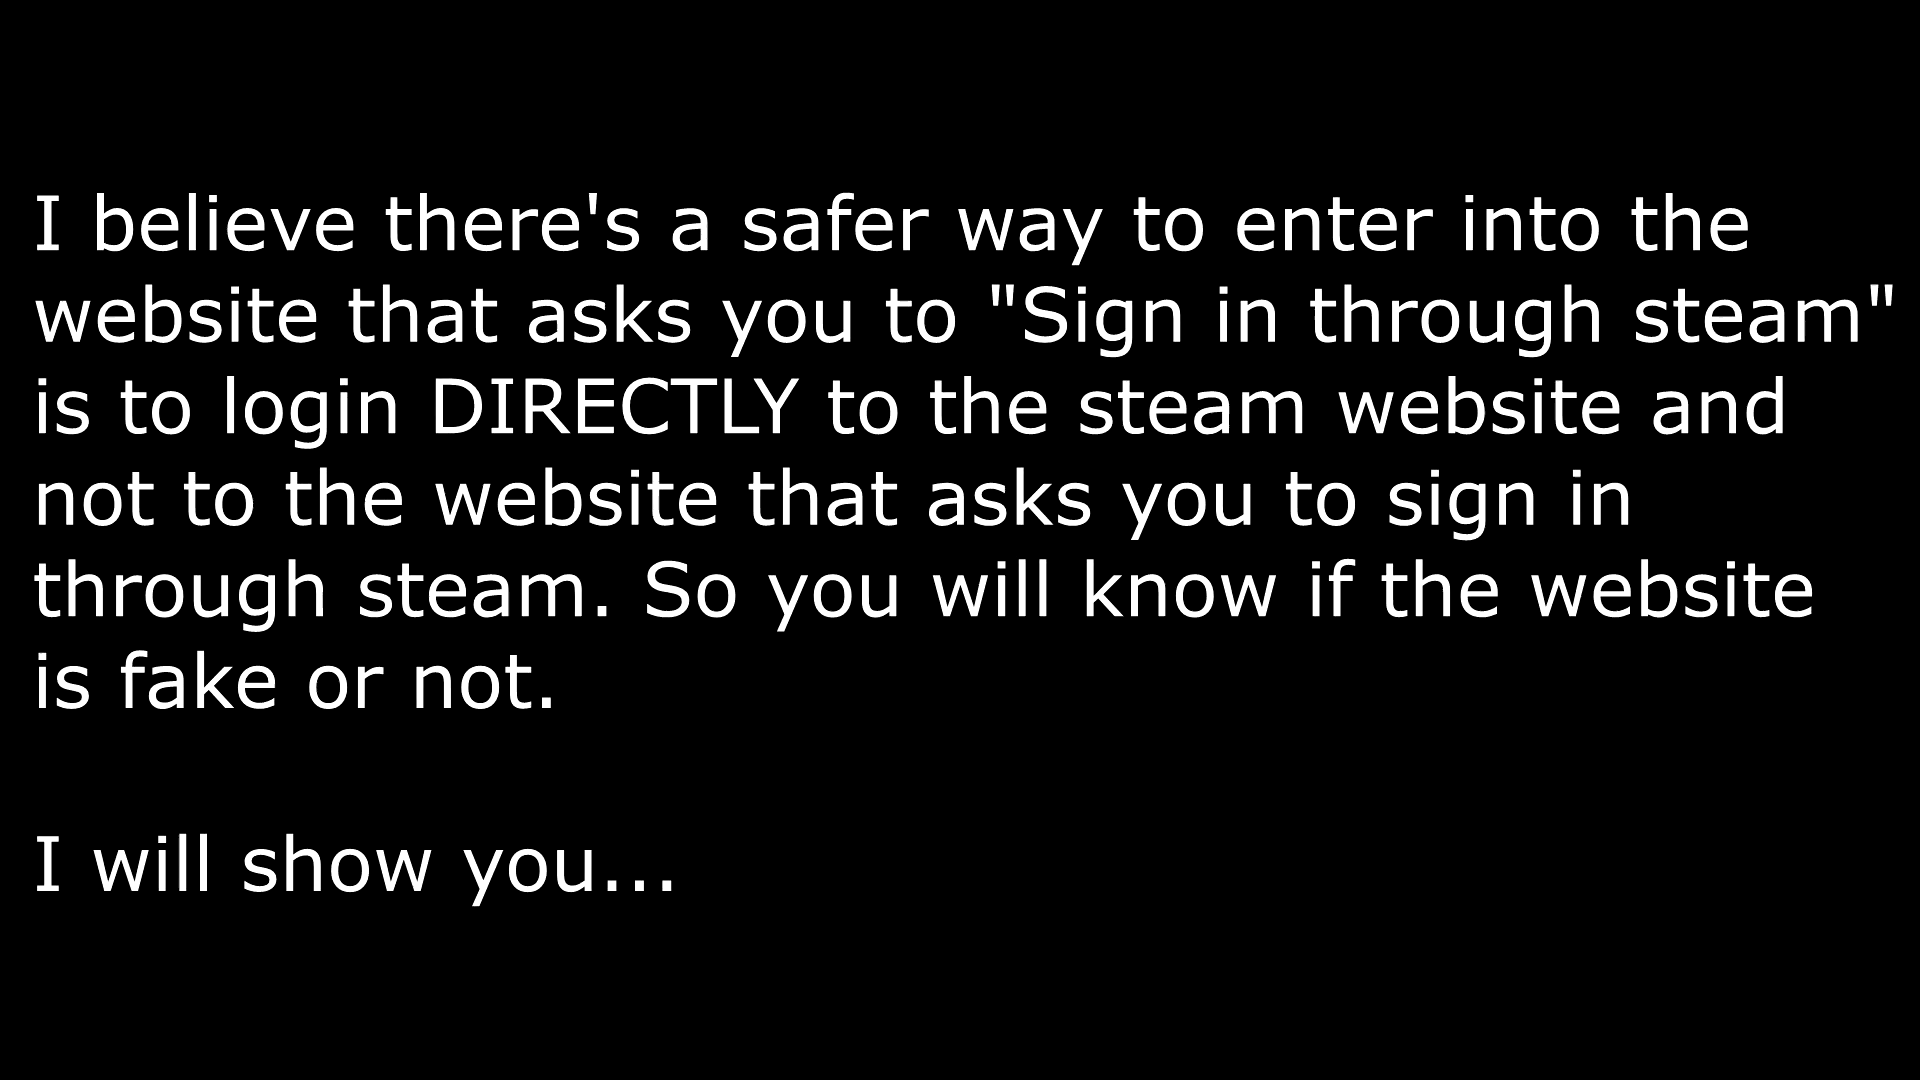 I believe there's a safer way to enter into the
website that asks you to "Sign in through steam"
is to login DIRECTLY to the steam website and
not to the website that asks you to sign in
through steam. So you will know if the website
is fake or not.
I will show you...